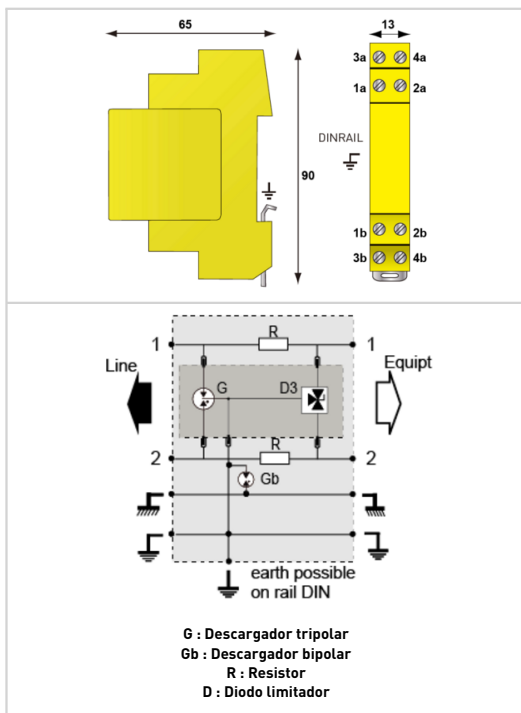 65
13
3a 4a
1a 2a
DINRAIL
90
1b 2b
3b 4b
R
1 1
Line Equipt
G D3
R
2 2
Gb
earth possible
on rail DIN
G : Descargador tripolar
Gb : Descargador bipolar
R : Resistor
D : Diodo limitador